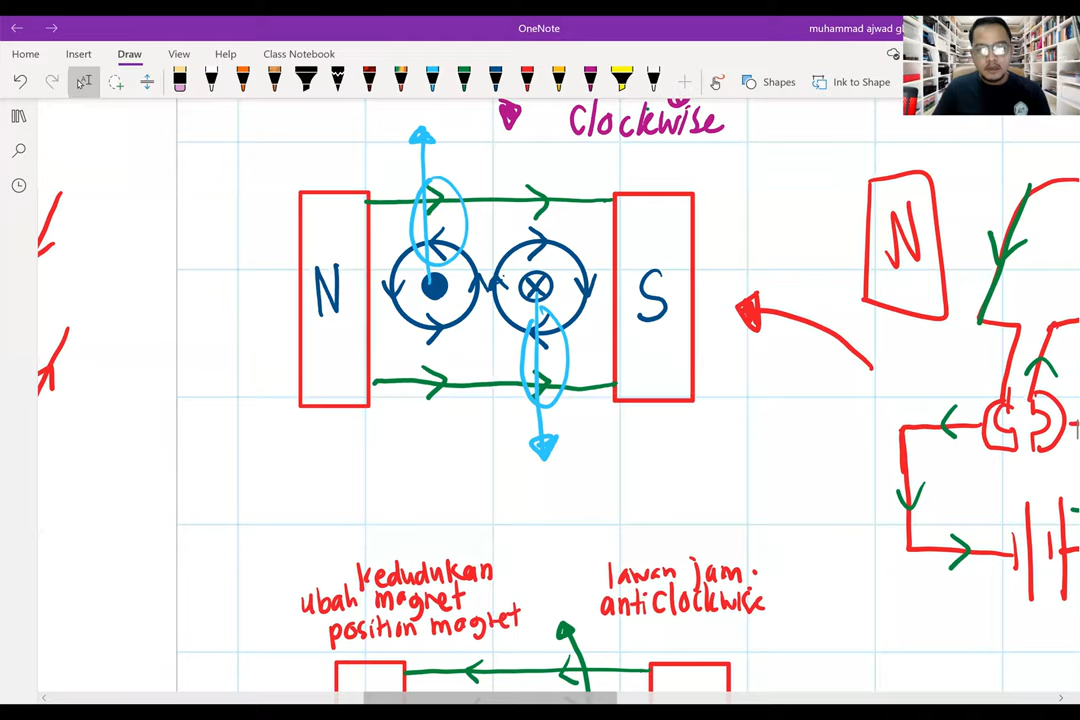 OneNote
muhammad ajwad g
Home
Insert
Draw
View
Help
Class Notebook
Shapes
Ink to Shape
Clockwise
N
S
N
kedudukan
ubah magnet
position magnet
lawan jam.
anticlockwise